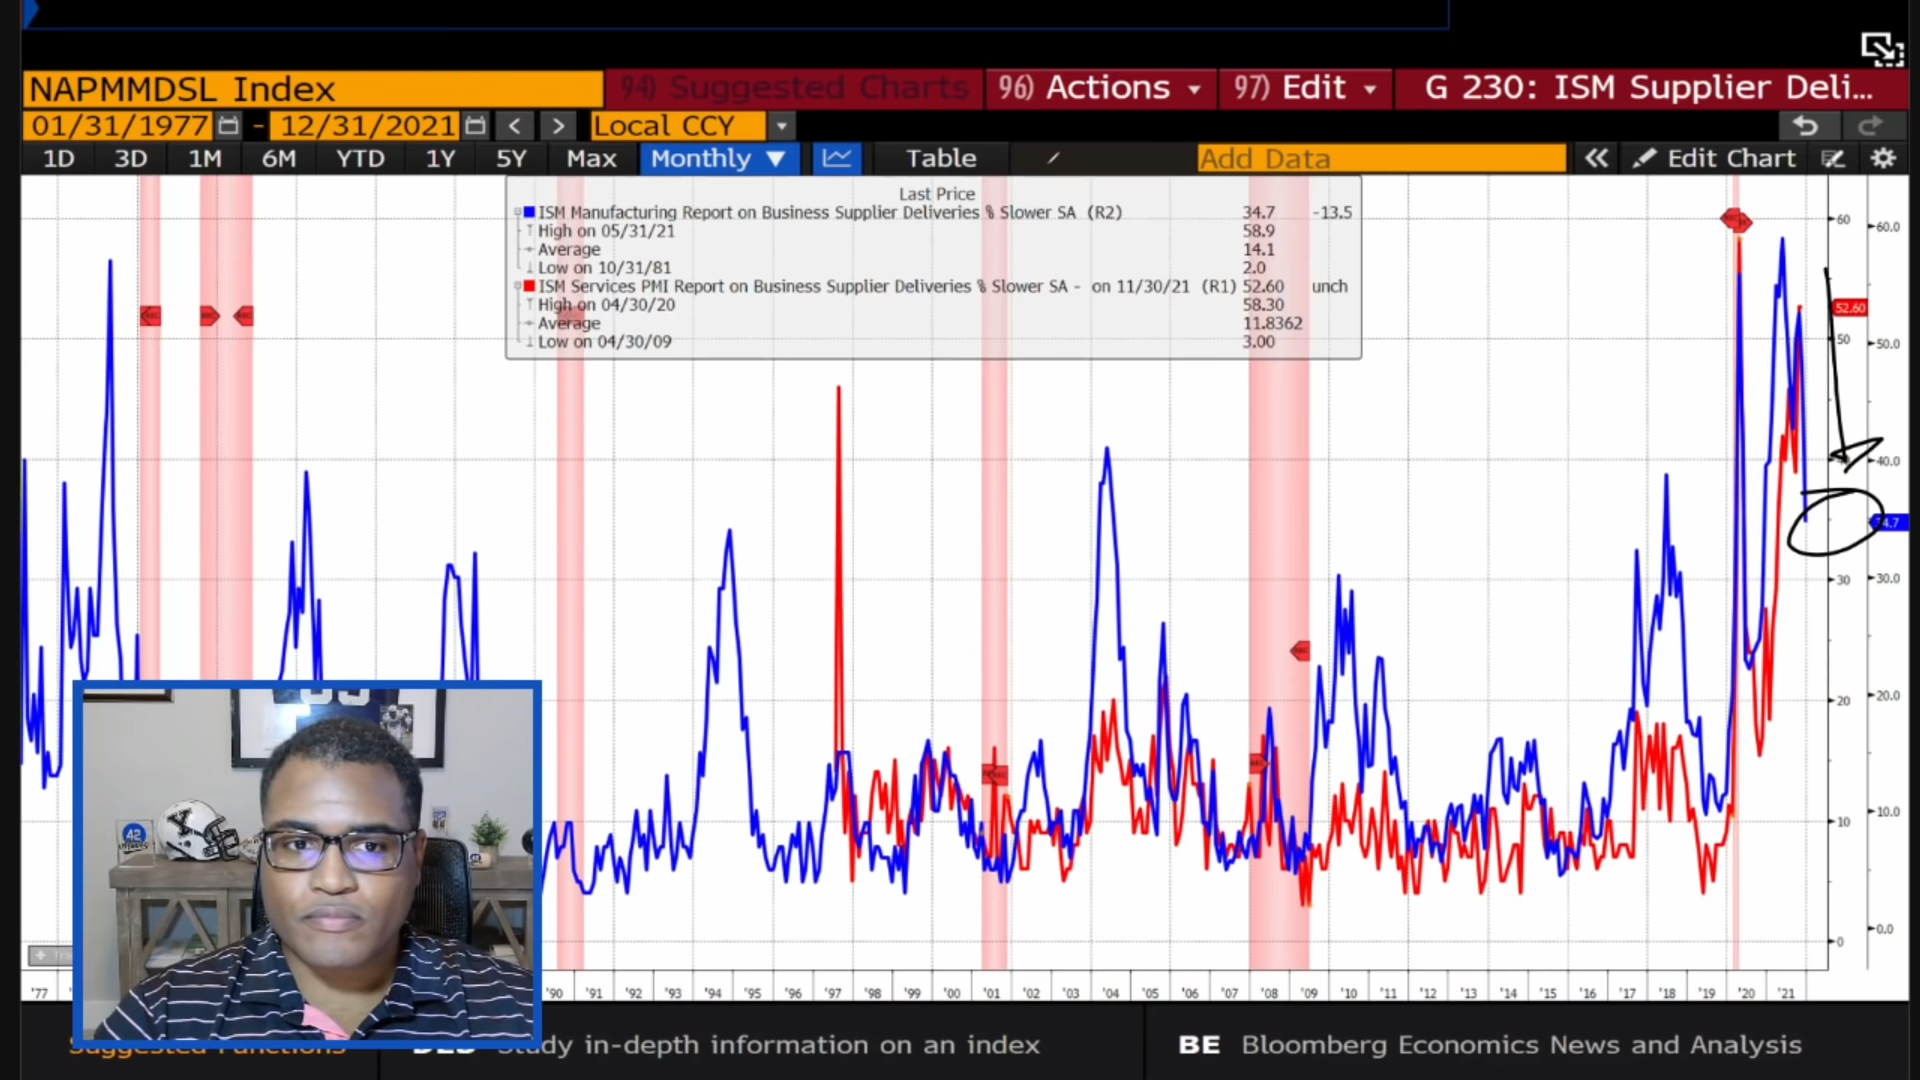 NAPMMDSL Index 94) Suggested Charts 96) Actions 97) Edit G 230: ISM Supplier Deli...
01/31/1977 - 12/31/2021 < > Local CCY
1D 3D 1M 6M YTD 1Y 5Y Max Monthly Table Add Data Edit Chart
Last Price
ISM Manufacturing Report on Business Supplier Deliveries % Slower SA (R2) 34.7 -13.5
High on 05/31/21 58.9
Average 14.1
Low on 10/31/81 2.0
ISM Services PMI Report on Business Supplier Deliveries % Slower SA - on 11/30/21 (R1) 52.60 unch
High on 04/30/20 58.30
Average 11.8362
Low on 04/30/09 3.00
60 60.0
52.60
50 50.0
40.0
30 30.0
20 20.0
10 10.0
0 0.0
42
Y
'77 '90 '91 '92 '93 '94 '95 '96 '97 '98 '99 '00 '01 '02 '03 '04 '05 '06 '07 '08 '09 '10 '11 '12 '13 '14 '15 '16 '17 '18 '19 '20 '21
Suggested Functions Study in-depth information on an index BE Bloomberg Economics News and Analysis